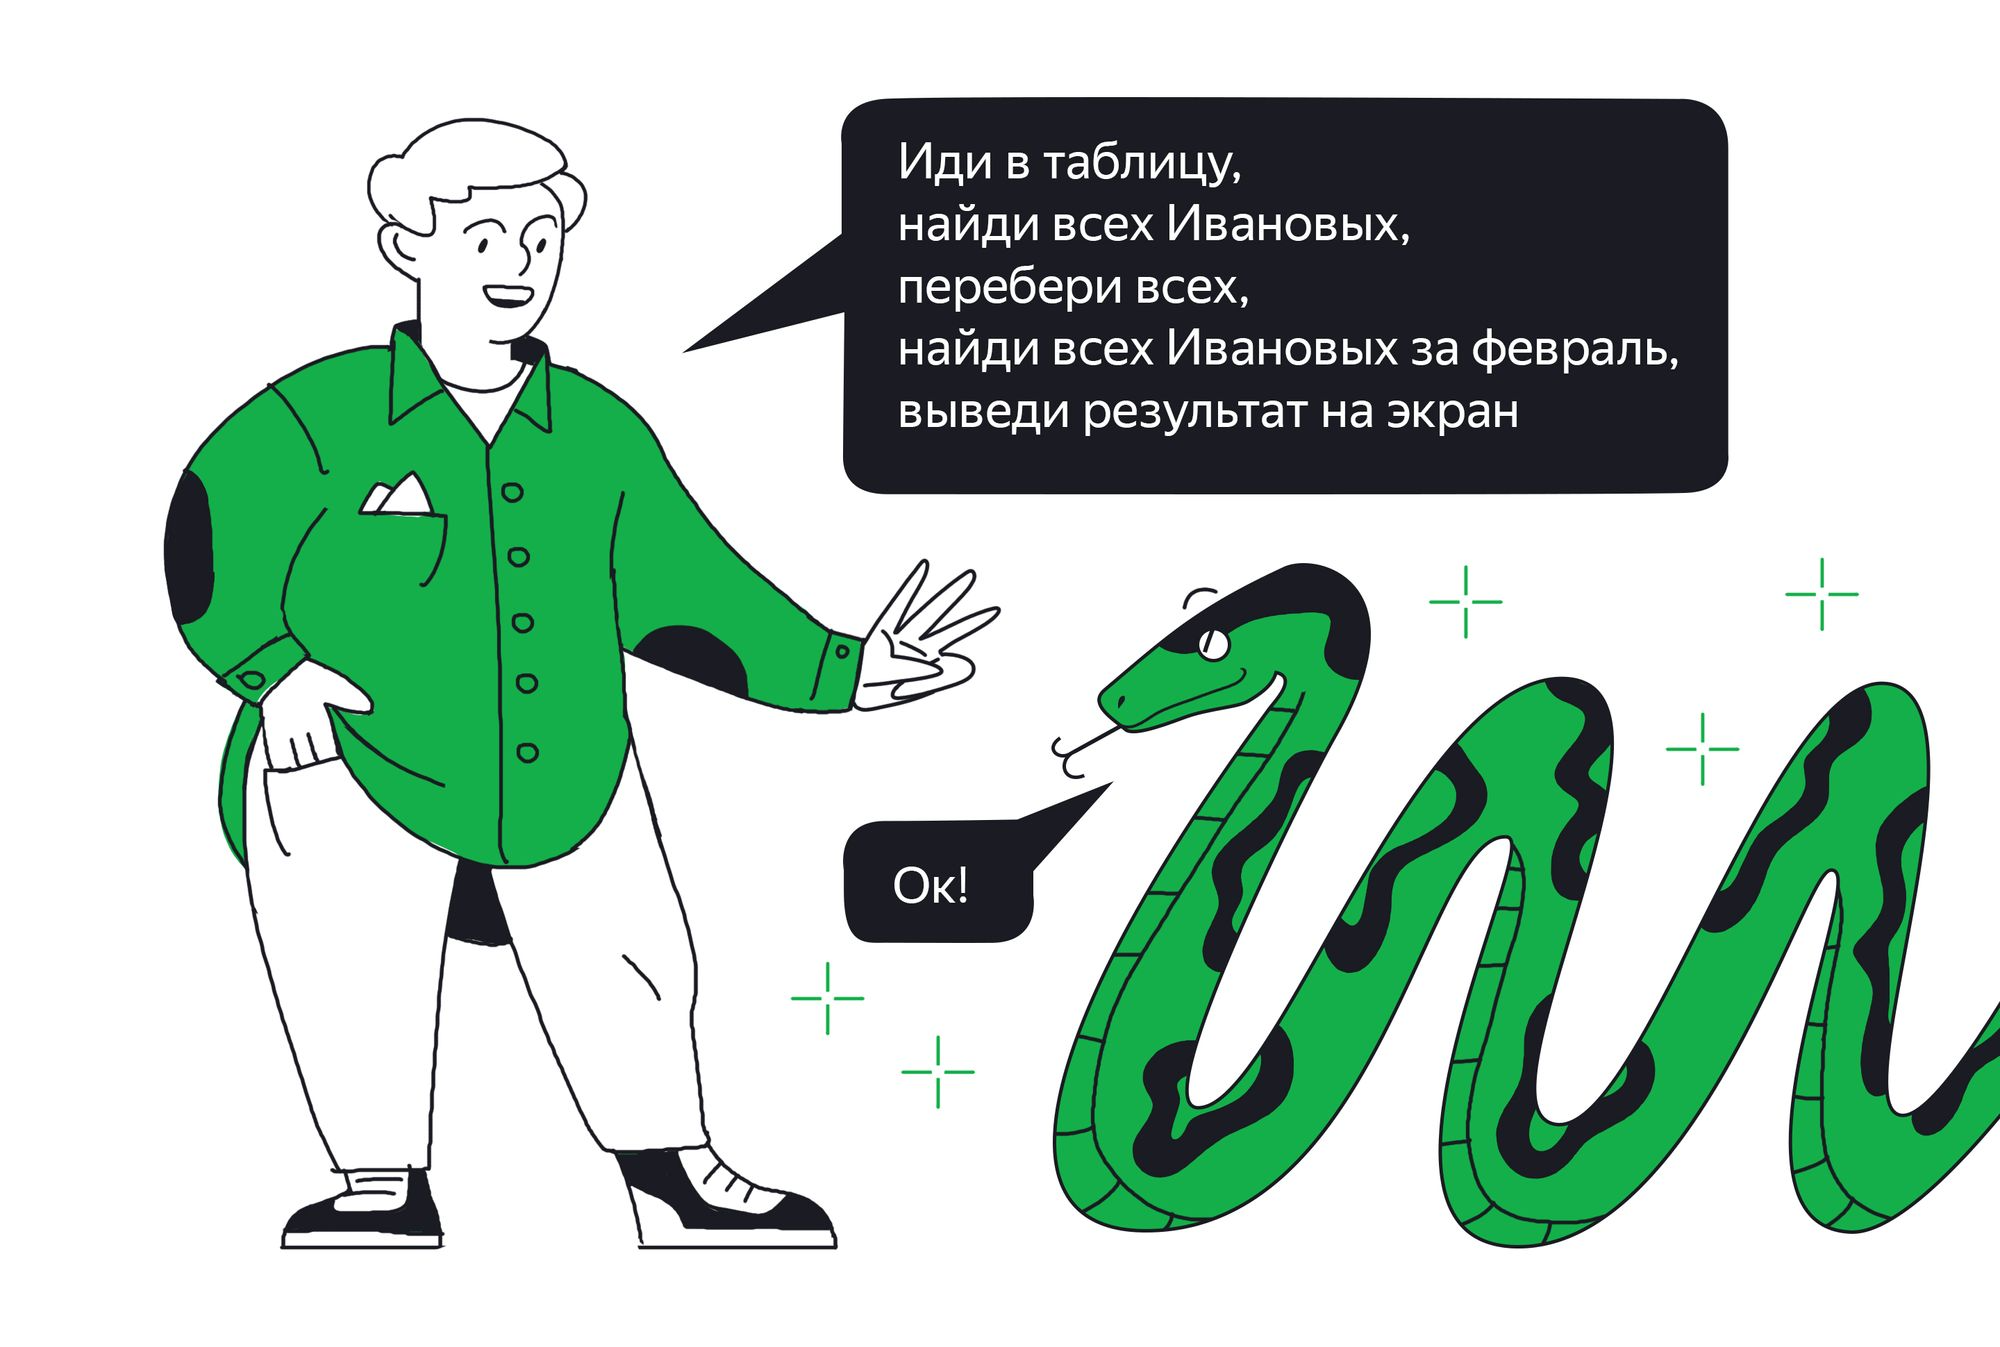 Иди в таблицу,
найди всех Ивановых,
перебери всех,
найди всех Ивановых за февраль,
выведи результат на экран
Ок!